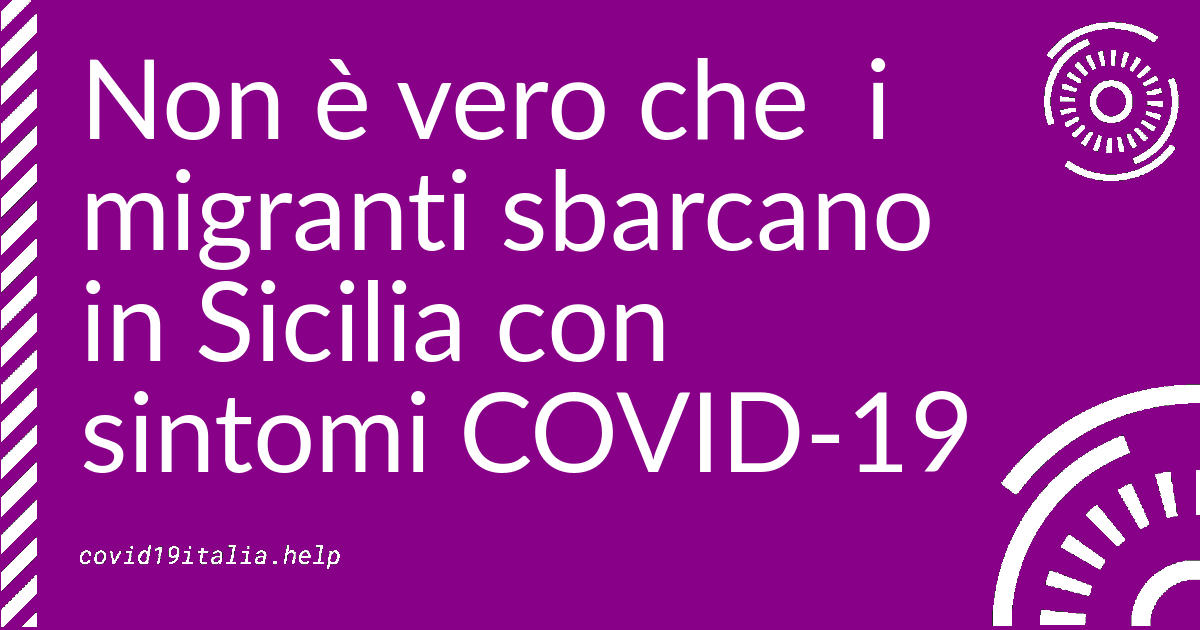 Non è vero che  i
migranti sbarcano
in Sicilia con
sintomi COVID-19
covid19italia.help